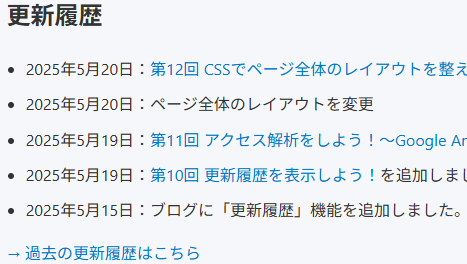 更新履歴
2025年5月20日：第12回 CSSでページ全体のレイアウトを整え
2025年5月20日：ページ全体のレイアウトを変更
2025年5月19日：第11回 アクセス解析をしよう！～Google An
2025年5月19日：第10回 更新履歴を表示しよう！を追加しまし
2025年5月15日：ブログに「更新履歴」機能を追加しました。
→ 過去の更新履歴はこちら